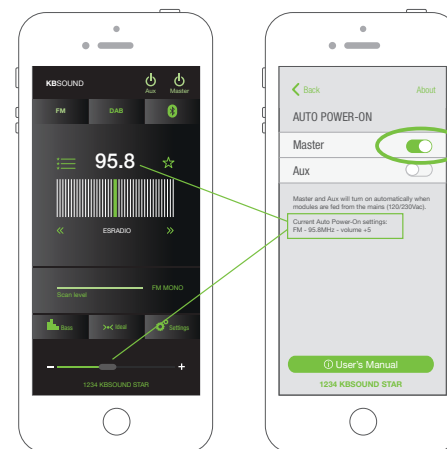 KBSOUND
Aux Master
FM DAB
95.8
ESRADIO
FM MONO
Scan level
Bass Ideal Settings
- +
1234 KBSOUND STAR
Back About
AUTO POWER-ON
Master
Aux
Master and Aux will turn on automatically when
modules are fed from the mains (120/230Vac).
Current Auto Power-On settings:
FM - 95.8MHz - volume +5
User's Manual
1234 KBSOUND STAR